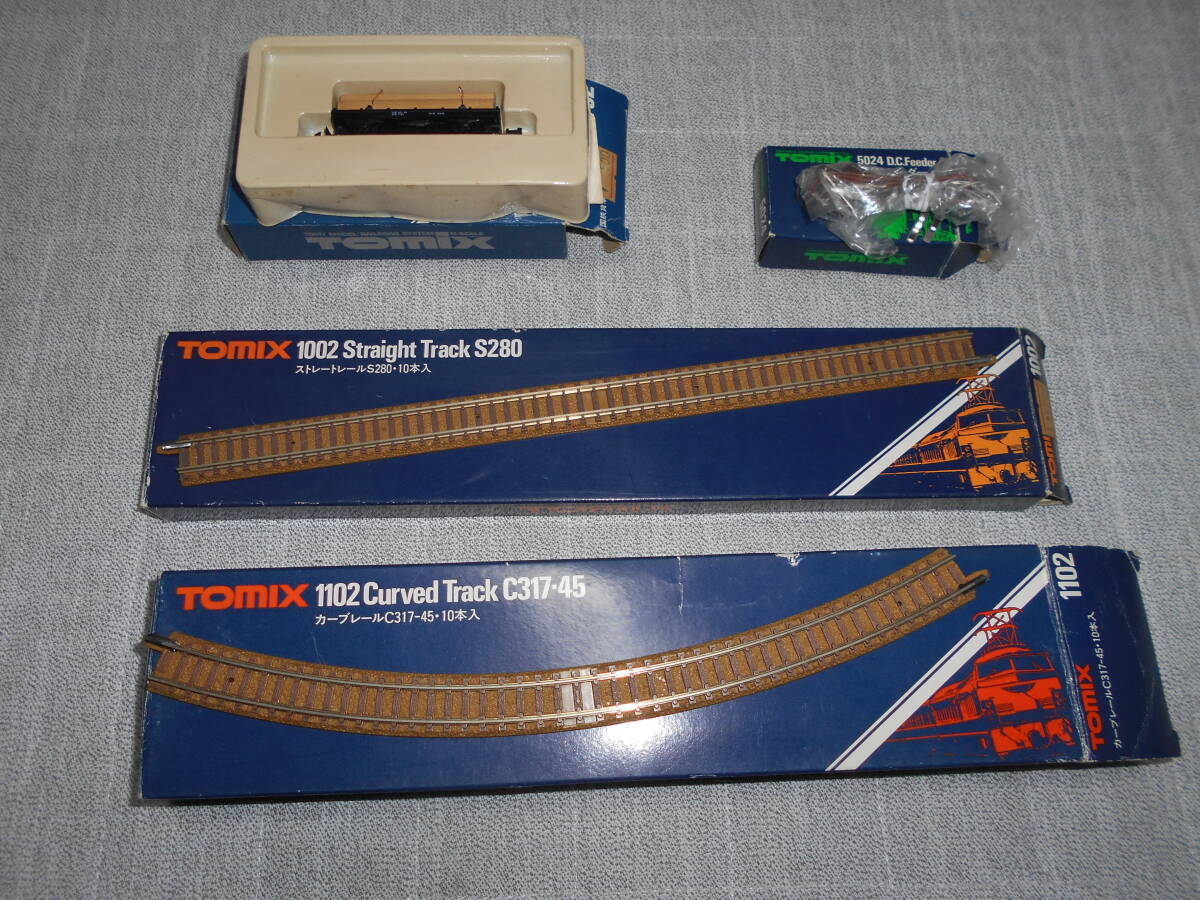 TOMIX
TOMIX 5024 D.C.Feeder
TOMIX
TOMIX 1002 Straight Track S280
ストレートレールS280・10本入
1002
TOMIX 1102 Curved Track C317-45
カーブレールC317-45・10本入
1102
TOMIX
カーブレールC317-45・10本入